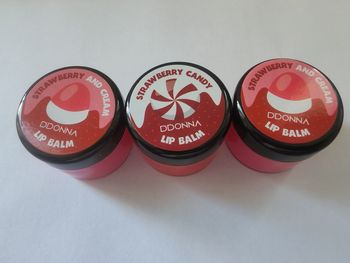 STRAWBERRY AND CREAM
DDONNA
LIP BALM
STRAWBERRY CANDY
DDONNA
LIP BALM
STRAWBERRY AND CREAM
DDONNA
LIP BALM